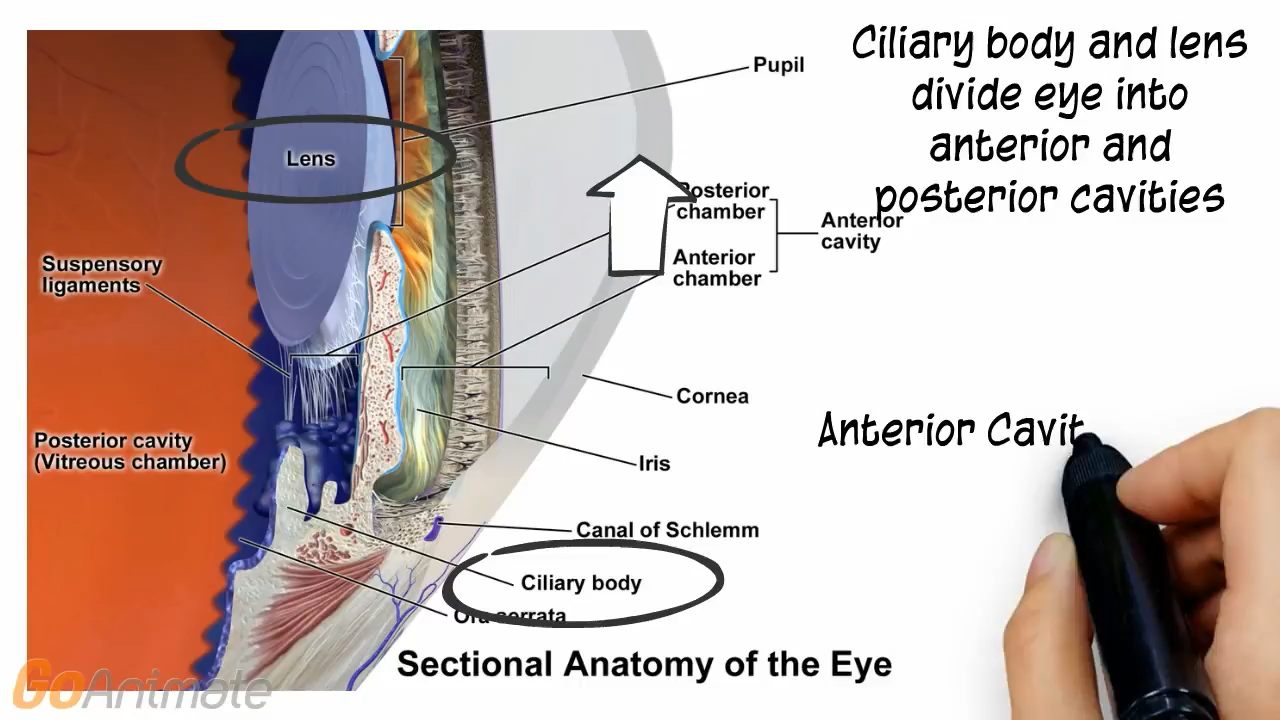 Ciliary body and lens
divide eye into
anterior and
posterior cavities
Pupil
Lens
Posterior
chamber
Anterior
cavity
Anterior
chamber
Suspensory
ligaments
Cornea
Anterior Cavit
Posterior cavity
(Vitreous chamber)
Iris
Canal of Schlemm
Ciliary body
Ora serrata
Sectional Anatomy of the Eye
GoAnimate